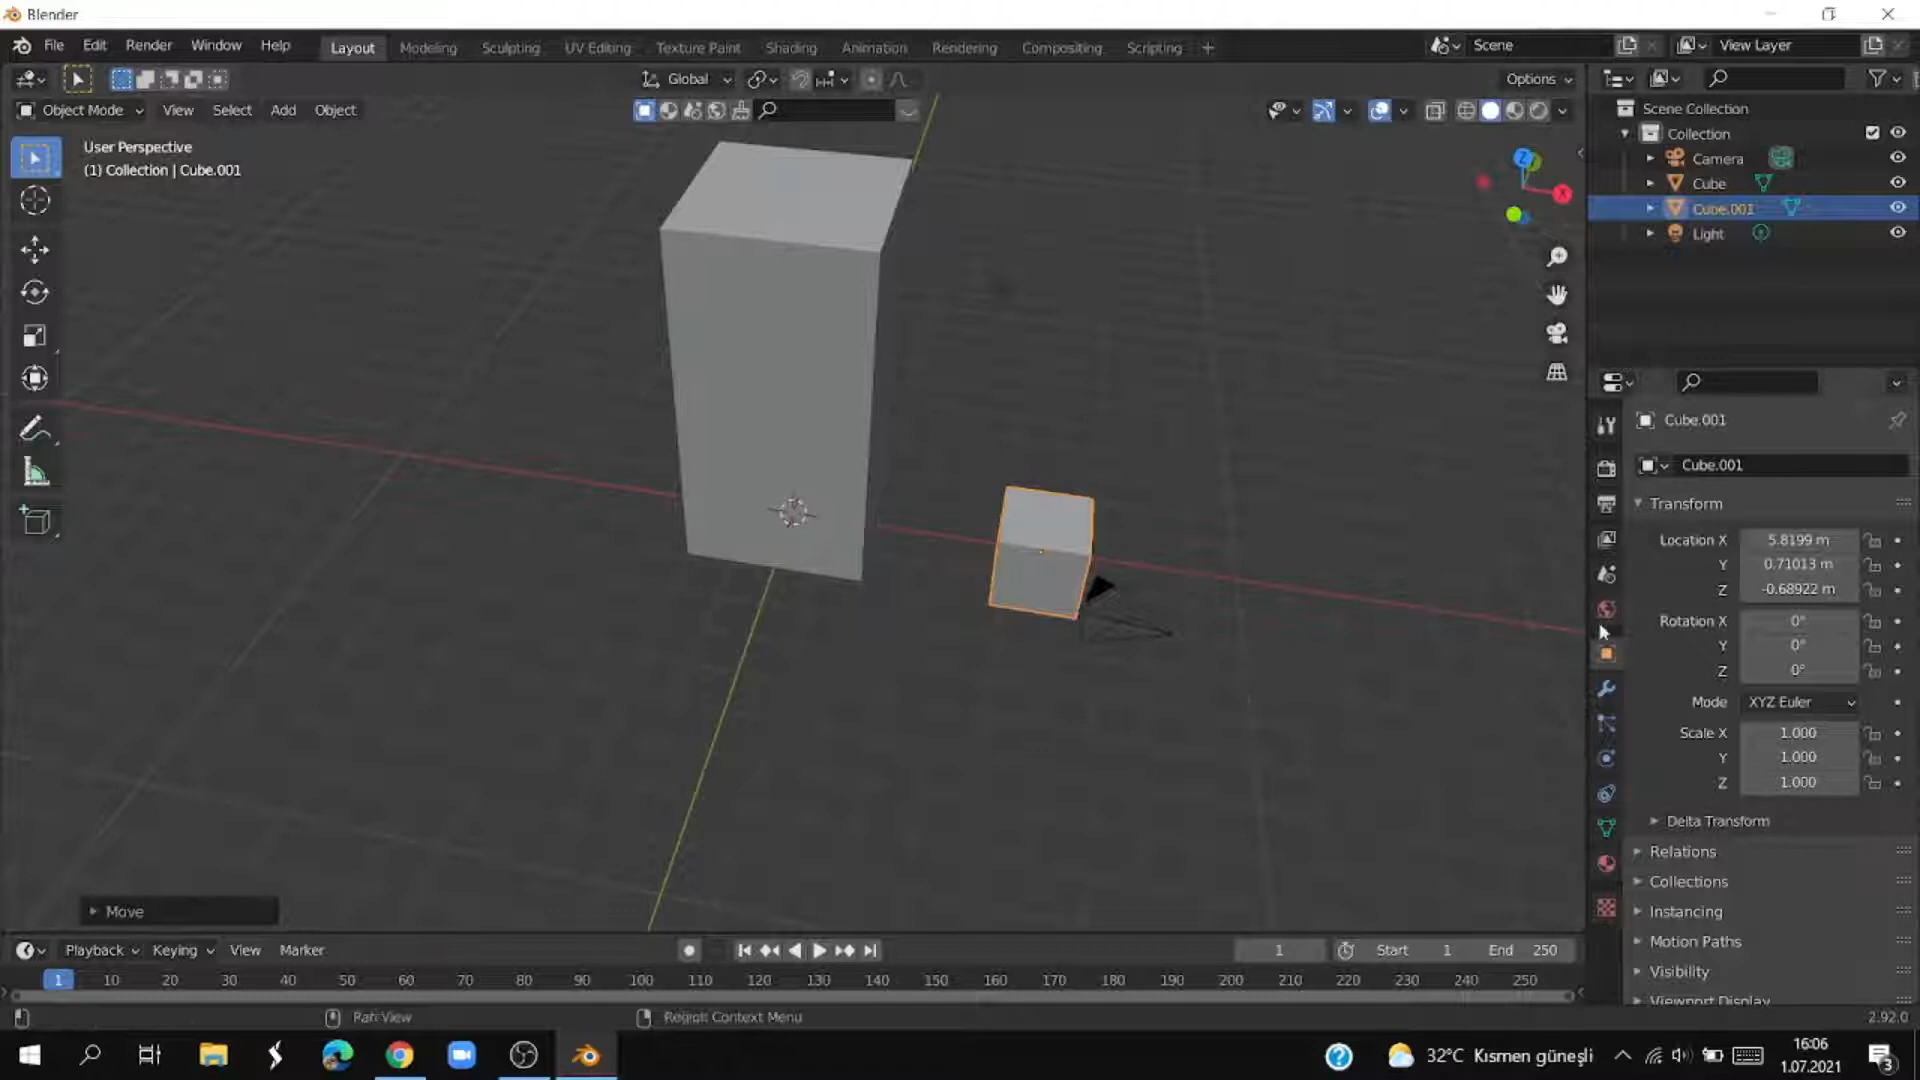 Blender
File Edit Render Window Help Layout Modeling Sculpting UV Editing Texture Paint Shading Animation Rendering Compositing Scripting + Scene View Layer
Global Options
Object Mode View Select Add Object
User Perspective
(1) Collection | Cube.001
Z
X
Scene Collection
Collection
Camera
Cube
Cube.001
Light
Cube.001
Cube.001
Transform
Location X 5.8199 m
Y 0.71013 m
Z -0.68922 m
Rotation X 0°
Y 0°
Z 0°
Mode XYZ Euler
Scale X 1.000
Y 1.000
Z 1.000
Delta Transform
Relations
Collections
Instancing
Motion Paths
Visibility
Viewport Display
Move
Playback Keying View Marker 1 Start 1 End 250
1 10 20 30 40 50 60 70 80 90 100 110 120 130 140 150 160 170 180 190 200 210 220 230 240 250
Pan View Region Context Menu 2.92.0
32°C Kısmen güneşli
16:06
1.07.2021
3